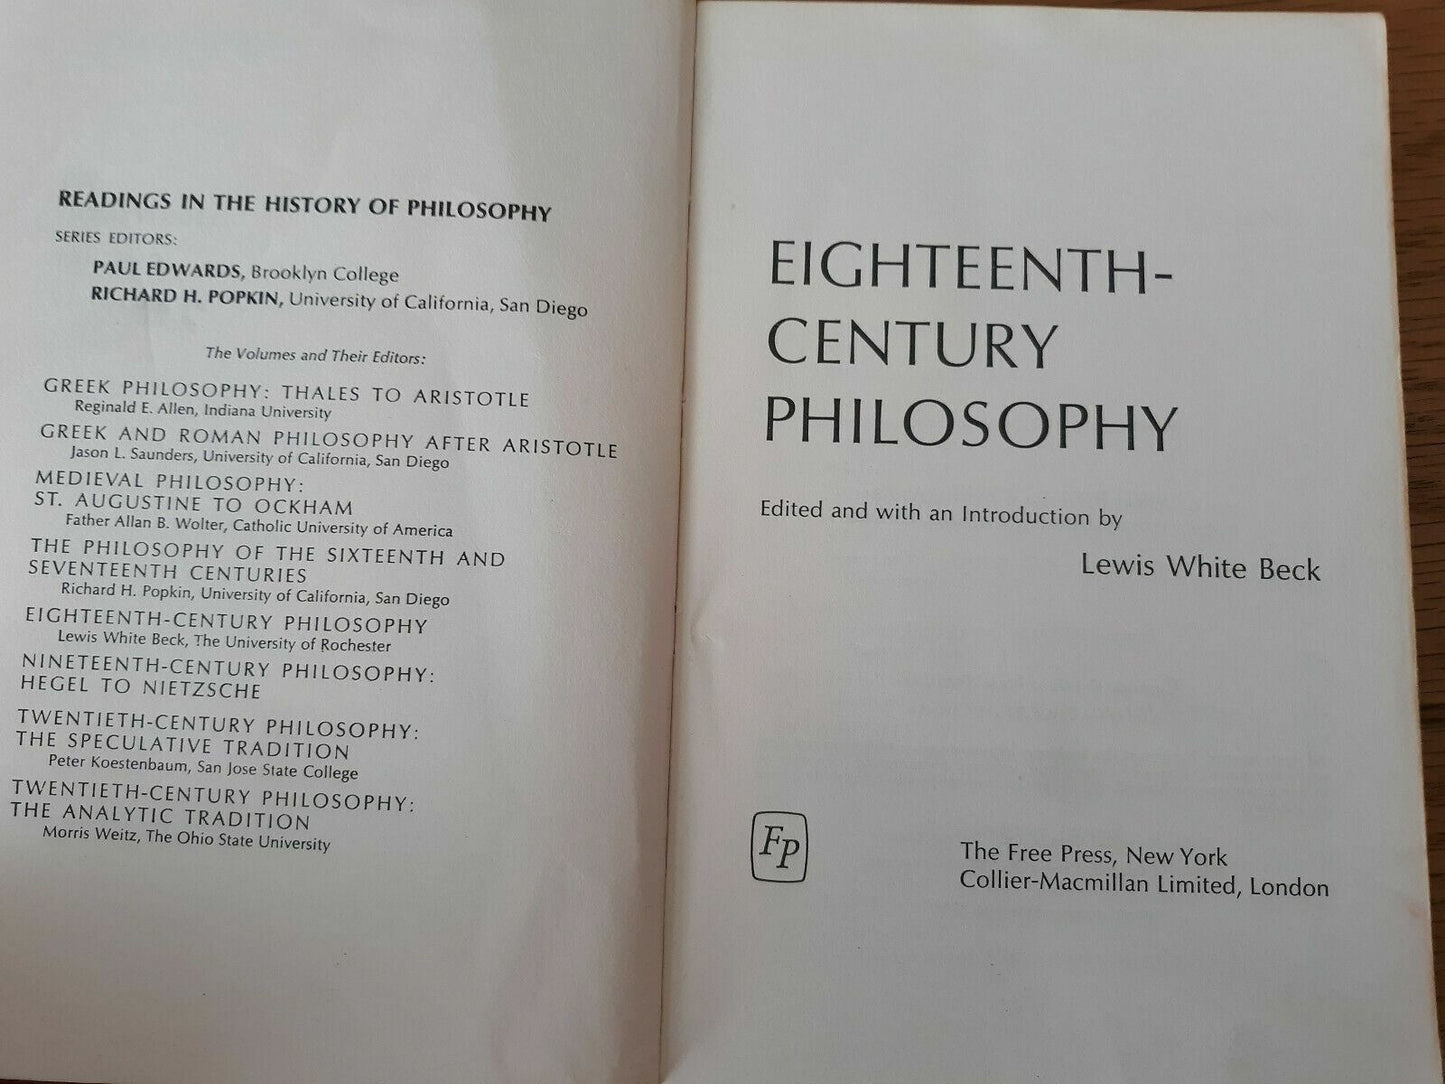 READINGS IN THE HISTORY OF PHILOSOPHY
SERIES EDITORS:
PAUL EDWARDS, Brooklyn College
RICHARD H. POPKIN, University of California, San Diego
The Volumes and Their Editors:
GREEK PHILOSOPHY: THALES TO ARISTOTLE
Reginald E. Allen, Indiana University
GREEK AND ROMAN PHILOSOPHY AFTER ARISTOTLE
Jason L. Saunders, University of California, San Diego
MEDIEVAL PHILOSOPHY:
ST. AUGUSTINE TO OCKHAM
Father Allan B. Wolter, Catholic University of America
THE PHILOSOPHY OF THE SIXTEENTH AND
SEVENTEENTH CENTURIES
Richard H. Popkin, University of California, San Diego
EIGHTEENTH-CENTURY PHILOSOPHY
Lewis White Beck, The University of Rochester
NINETEENTH-CENTURY PHILOSOPHY:
HEGEL TO NIETZSCHE
TWENTIETH-CENTURY PHILOSOPHY:
THE SPECULATIVE TRADITION
Peter Koestenbaum, San Jose State College
TWENTIETH-CENTURY PHILOSOPHY:
THE ANALYTIC TRADITION
Morris Weitz, The Ohio State University
EIGHTEENTH-
CENTURY
PHILOSOPHY
Edited and with an Introduction by
Lewis White Beck
FP
The Free Press, New York
Collier-Macmillan Limited, London